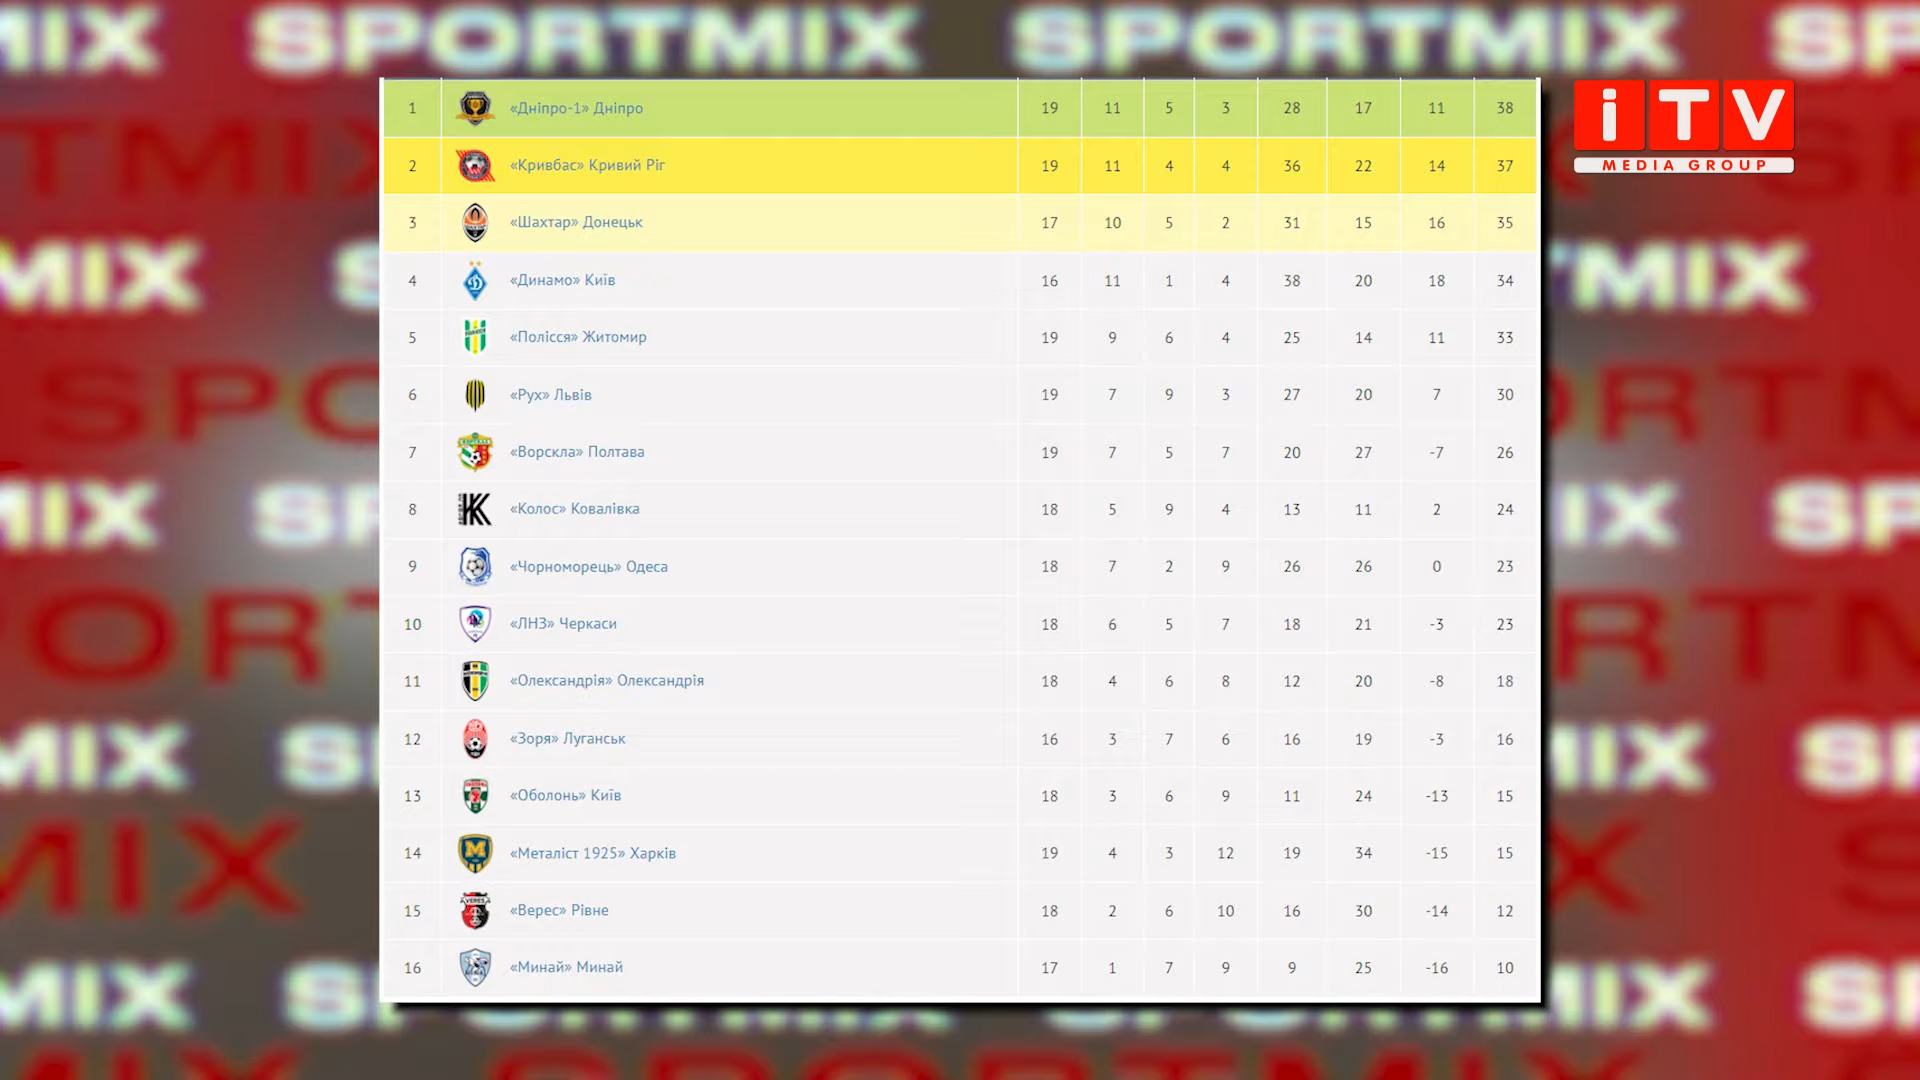 SPORTMIX SPORTMIX
1 «Дніпро-1» Дніпро 19 11 5 3 28 17 11 38
2 «Кривбас» Кривий Ріг 19 11 4 4 36 22 14 37
3 «Шахтар» Донецьк 17 10 5 2 31 15 16 35
4 «Динамо» Київ 16 11 1 4 38 20 18 34
5 «Полісся» Житомир 19 9 6 4 25 14 11 33
6 «Рух» Львів 19 7 9 3 27 20 7 30
7 «Ворскла» Полтава 19 7 5 7 20 27 -7 26
8 «Колос» Ковалівка 18 5 9 4 13 11 2 24
9 «Чорноморець» Одеса 18 7 2 9 26 26 0 23
10 «ЛНЗ» Черкаси 18 6 5 7 18 21 -3 23
11 «Олександрія» Олександрія 18 4 6 8 12 20 -8 18
12 «Зоря» Луганськ 16 3 7 6 16 19 -3 16
13 «Оболонь» Київ 18 3 6 9 11 24 -13 15
14 «Металіст 1925» Харків 19 4 3 12 19 34 -15 15
15 «Верес» Рівне 18 2 6 10 16 30 -14 12
16 «Минай» Минай 17 1 7 9 9 25 -16 10
iTV
MEDIA GROUP